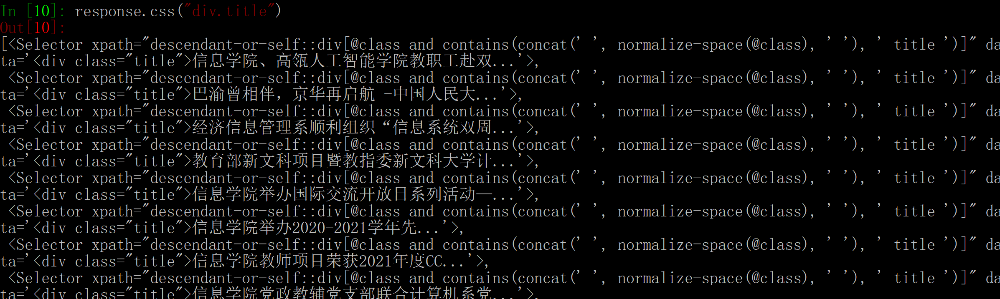 In [10]: response.css("div.title")
Out[10]:
[<Selector xpath="descendant-or-self::div[@class and contains(concat(' ', normalize-space(@class), ' '), ' title ')]" da
ta='<div class="title">信息学院、高瓴人工智能学院教职工赴双...'>,
 <Selector xpath="descendant-or-self::div[@class and contains(concat(' ', normalize-space(@class), ' '), ' title ')]" da
ta='<div class="title">巴渝曾相伴，京华再启航 -中国人民大...'>,
 <Selector xpath="descendant-or-self::div[@class and contains(concat(' ', normalize-space(@class), ' '), ' title ')]" da
ta='<div class="title">经济信息管理系顺利组织“信息系统双周...'>,
 <Selector xpath="descendant-or-self::div[@class and contains(concat(' ', normalize-space(@class), ' '), ' title ')]" da
ta='<div class="title">教育部新文科项目暨教指委新文科大学计...'>,
 <Selector xpath="descendant-or-self::div[@class and contains(concat(' ', normalize-space(@class), ' '), ' title ')]" da
ta='<div class="title">信息学院举办国际交流开放日系列活动—...'>,
 <Selector xpath="descendant-or-self::div[@class and contains(concat(' ', normalize-space(@class), ' '), ' title ')]" da
ta='<div class="title">信息学院举办2020-2021学年先...'>,
 <Selector xpath="descendant-or-self::div[@class and contains(concat(' ', normalize-space(@class), ' '), ' title ')]" da
ta='<div class="title">信息学院教师项目荣获2021年度CC...'>,
 <Selector xpath="descendant-or-self::div[@class and contains(concat(' ', normalize-space(@class), ' '), ' title ')]" da
ta='<div class="title">信息学院党政教辅党支部联合计算机系党...'>,